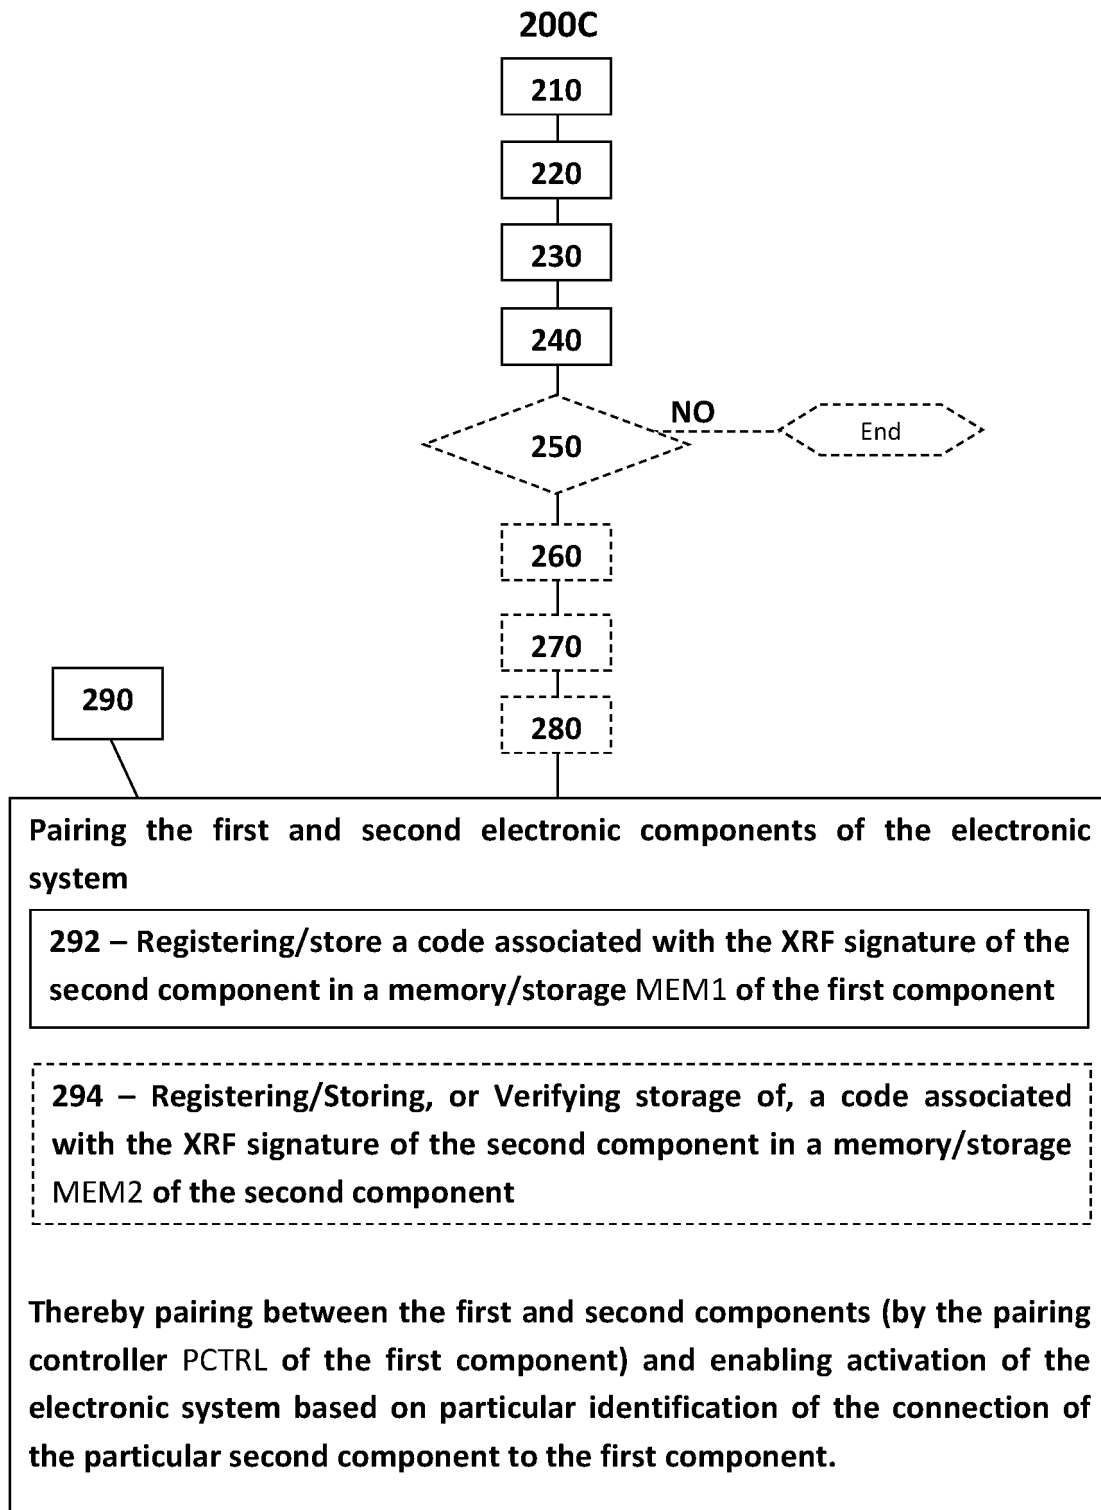 200C
210
220
230
240
NO
End
250
260
270
290
280
Pairing the first and second electronic components of the electronic
system
292 – Registering/store a code associated with the XRF signature of the
second component in a memory/storage MEM1 of the first component
294 – Registering/Storing, or Verifying storage of, a code associated
with the XRF signature of the second component in a memory/storage
MEM2 of the second component
Thereby pairing between the first and second components (by the pairing
controller PCTRL of the first component) and enabling activation of the
electronic system based on particular identification of the connection of
the particular second component to the first component.